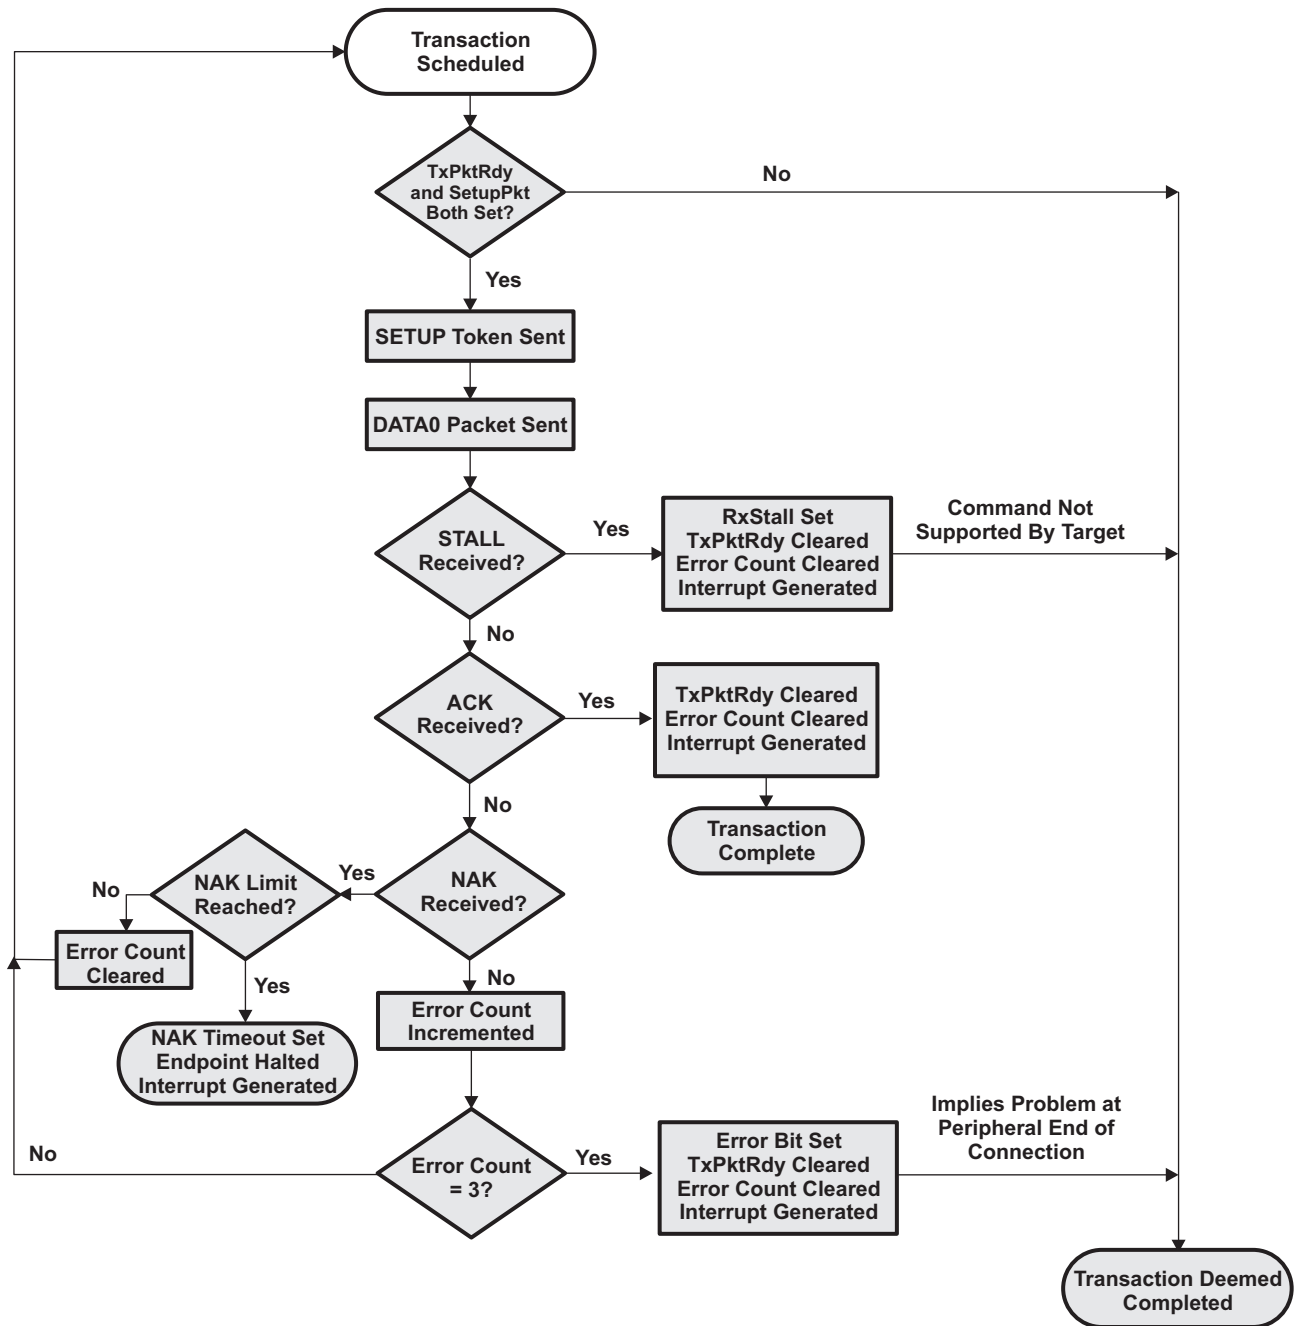 Transaction
Scheduled
TxPktRdy
and SetupPkt
Both Set?
No
Yes
SETUP Token Sent
DATA0 Packet Sent
STALL
Received?
Yes
RxStall Set
TxPktRdy Cleared
Error Count Cleared
Interrupt Generated
Command Not
Supported By Target
No
ACK
Received?
Yes
TxPktRdy Cleared
Error Count Cleared
Interrupt Generated
No
Transaction
Complete
NAK
Received?
Yes
NAK Limit
Reached?
No
Error Count
Cleared
Yes
NAK Timeout Set
Endpoint Halted
Interrupt Generated
No
Error Count
Incremented
Error Count
= 3?
No
Yes
Error Bit Set
TxPktRdy Cleared
Error Count Cleared
Interrupt Generated
Implies Problem at
Peripheral End of
Connection
Transaction Deemed
Completed